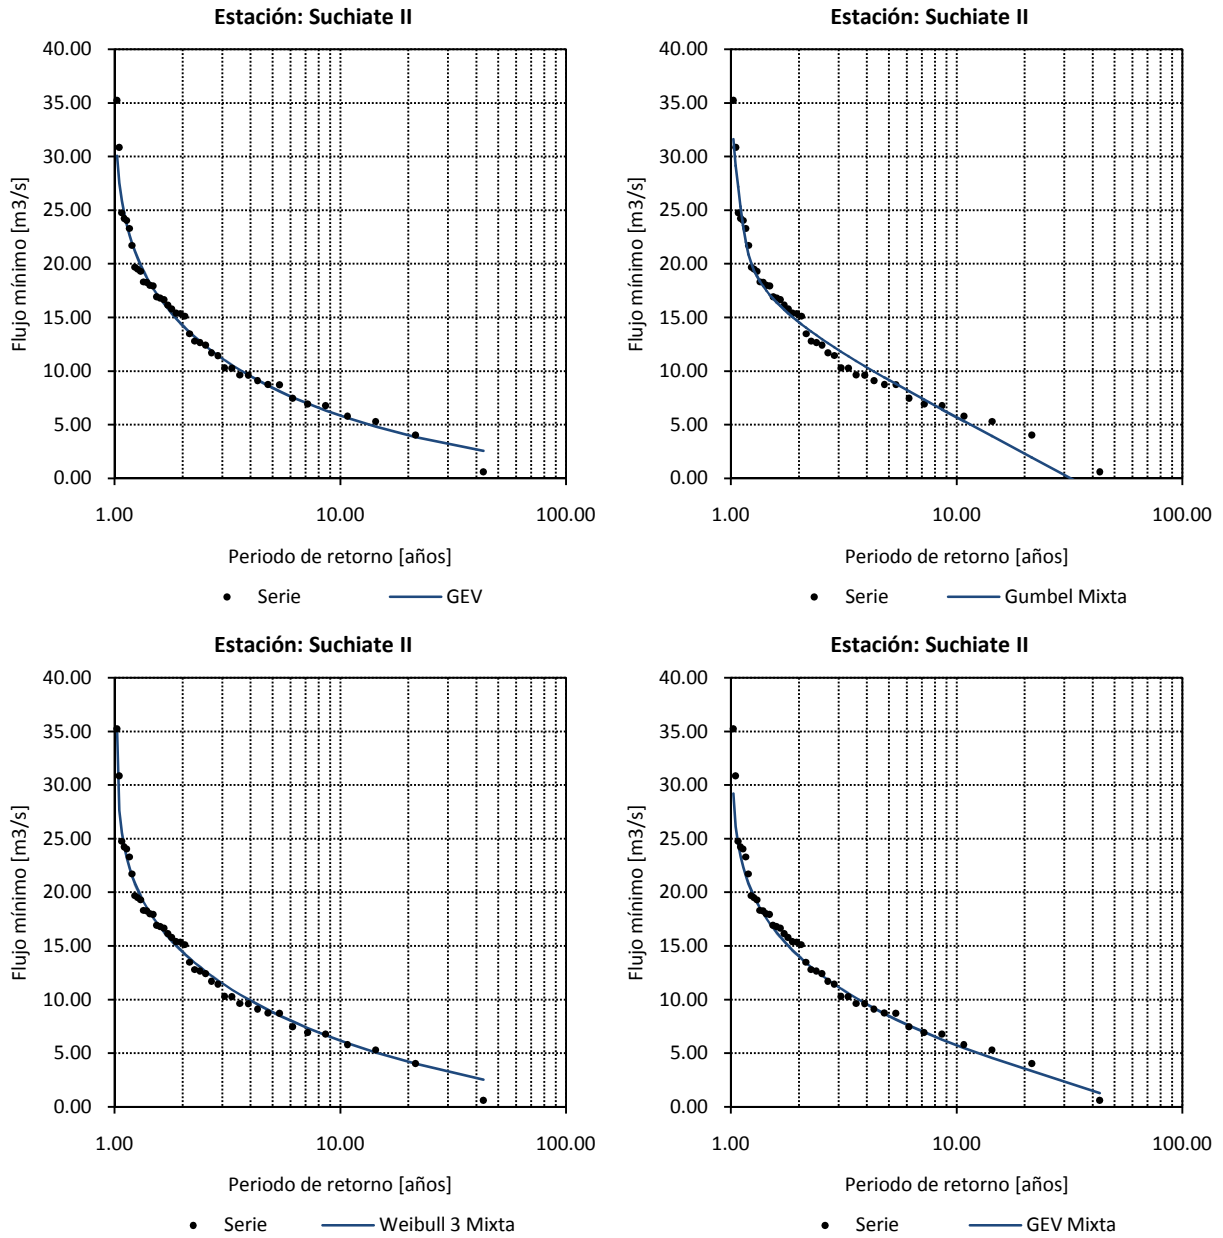 Estación: Suchiate II
40.00
35.00
30.00
25.00
20.00
15.00
10.00
5.00
0.00
Flujo mínimo [m3/s]
1.00 10.00 100.00
Periodo de retorno [años]
Serie GEV
Estación: Suchiate II
40.00
35.00
30.00
25.00
20.00
15.00
10.00
5.00
0.00
Flujo mínimo [m3/s]
1.00 10.00 100.00
Periodo de retorno [años]
Serie Gumbel Mixta
Estación: Suchiate II
40.00
35.00
30.00
25.00
20.00
15.00
10.00
5.00
0.00
Flujo mínimo [m3/s]
1.00 10.00 100.00
Periodo de retorno [años]
Serie Weibull 3 Mixta
Estación: Suchiate II
40.00
35.00
30.00
25.00
20.00
15.00
10.00
5.00
0.00
Flujo mínimo [m3/s]
1.00 10.00 100.00
Periodo de retorno [años]
Serie GEV Mixta